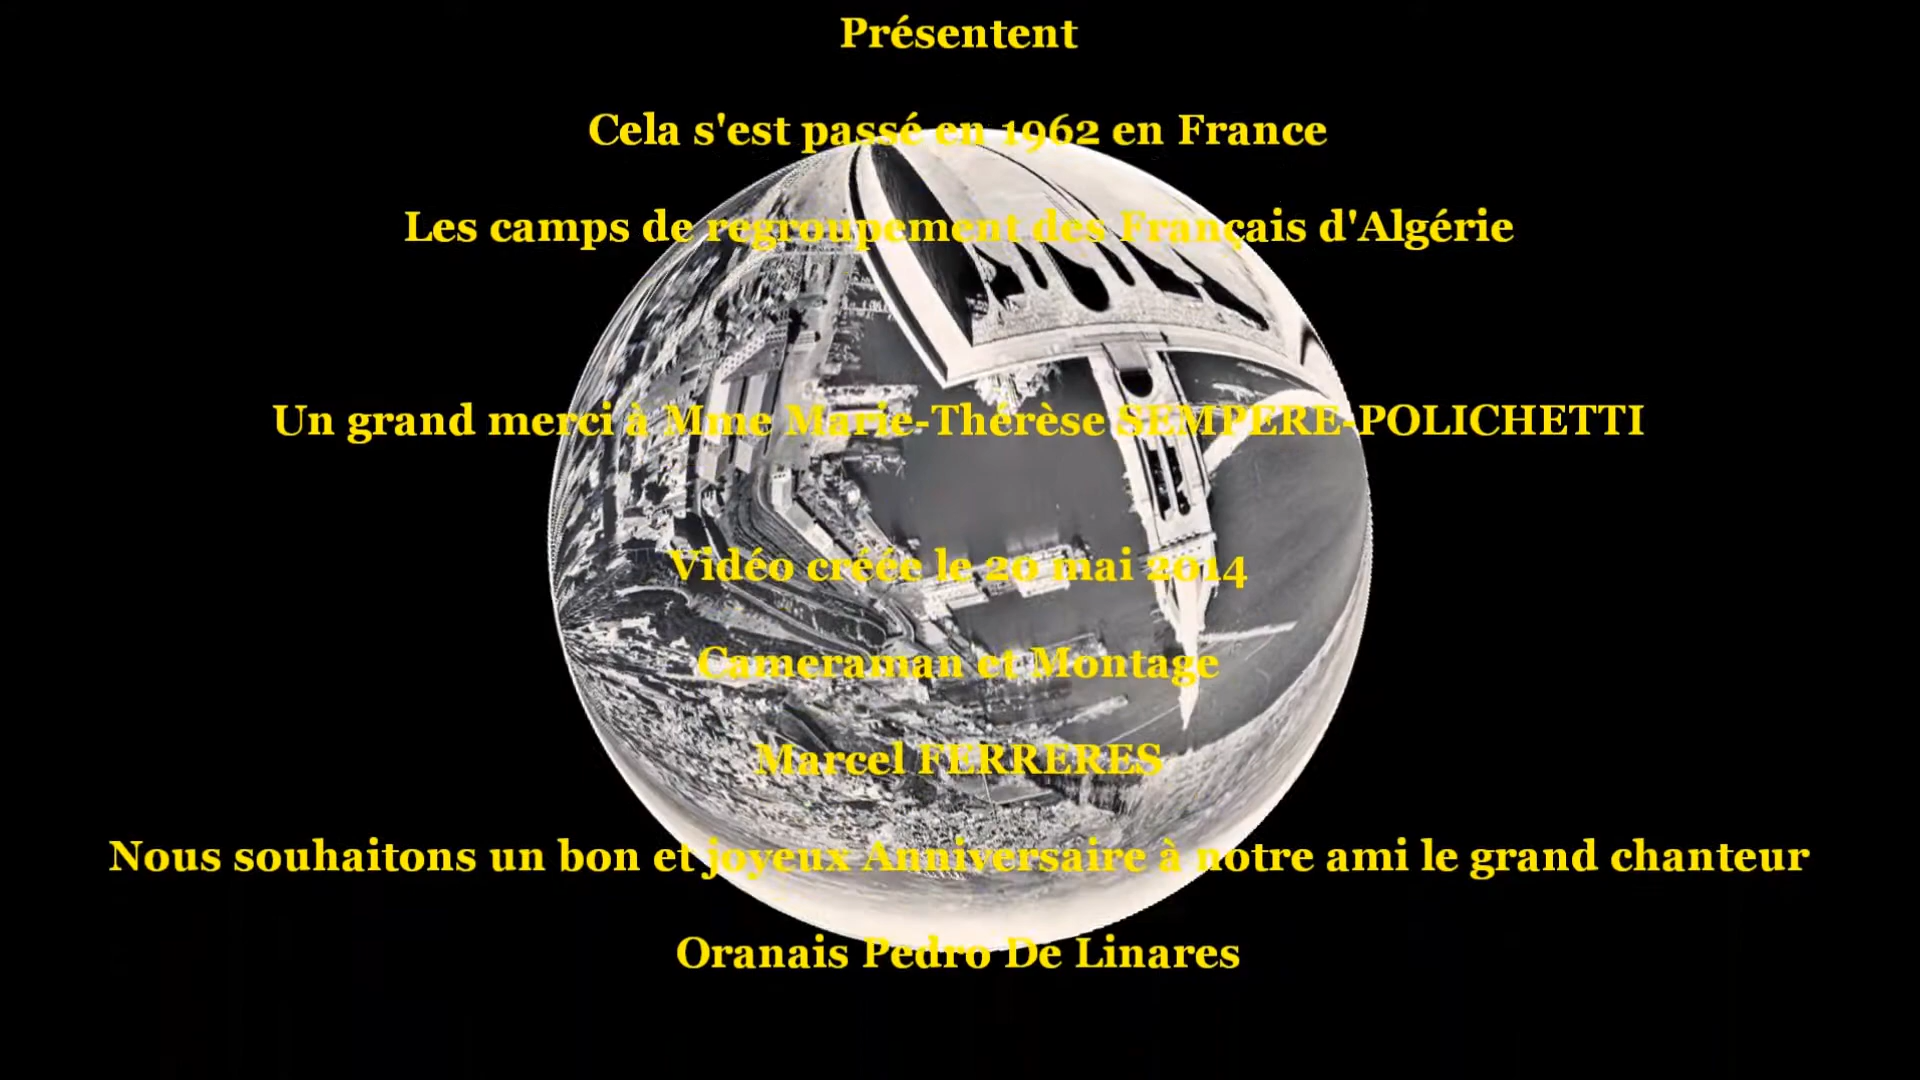 Présentent
Cela s'est passé en 1962 en France
Les camps de regroupement des Français d'Algérie
Un grand merci à Mme Marie-Thérèse SEMPERE-POLICHETTI
Vidéo créée le 20 mai 2014
Cameraman et Montage
Marcel FERRERES
Nous souhaitons un bon et joyeux Anniversaire à notre ami le grand chanteur
Oranais Pedro De Linares